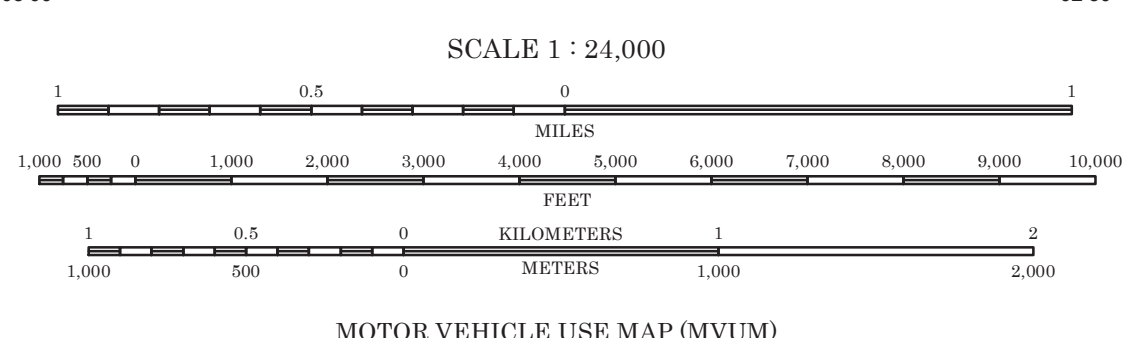 SCALE 1 : 24,000
1 0.5 0 1
MILES
1,000 500 0 1,000 2,000 3,000 4,000 5,000 6,000 7,000 8,000 9,000 10,000
FEET
1 0.5 0 KILOMETERS 1 2
1,000 500 0 METERS 1,000 2,000
MOTOR VEHICLE USE MAP (MVUM)